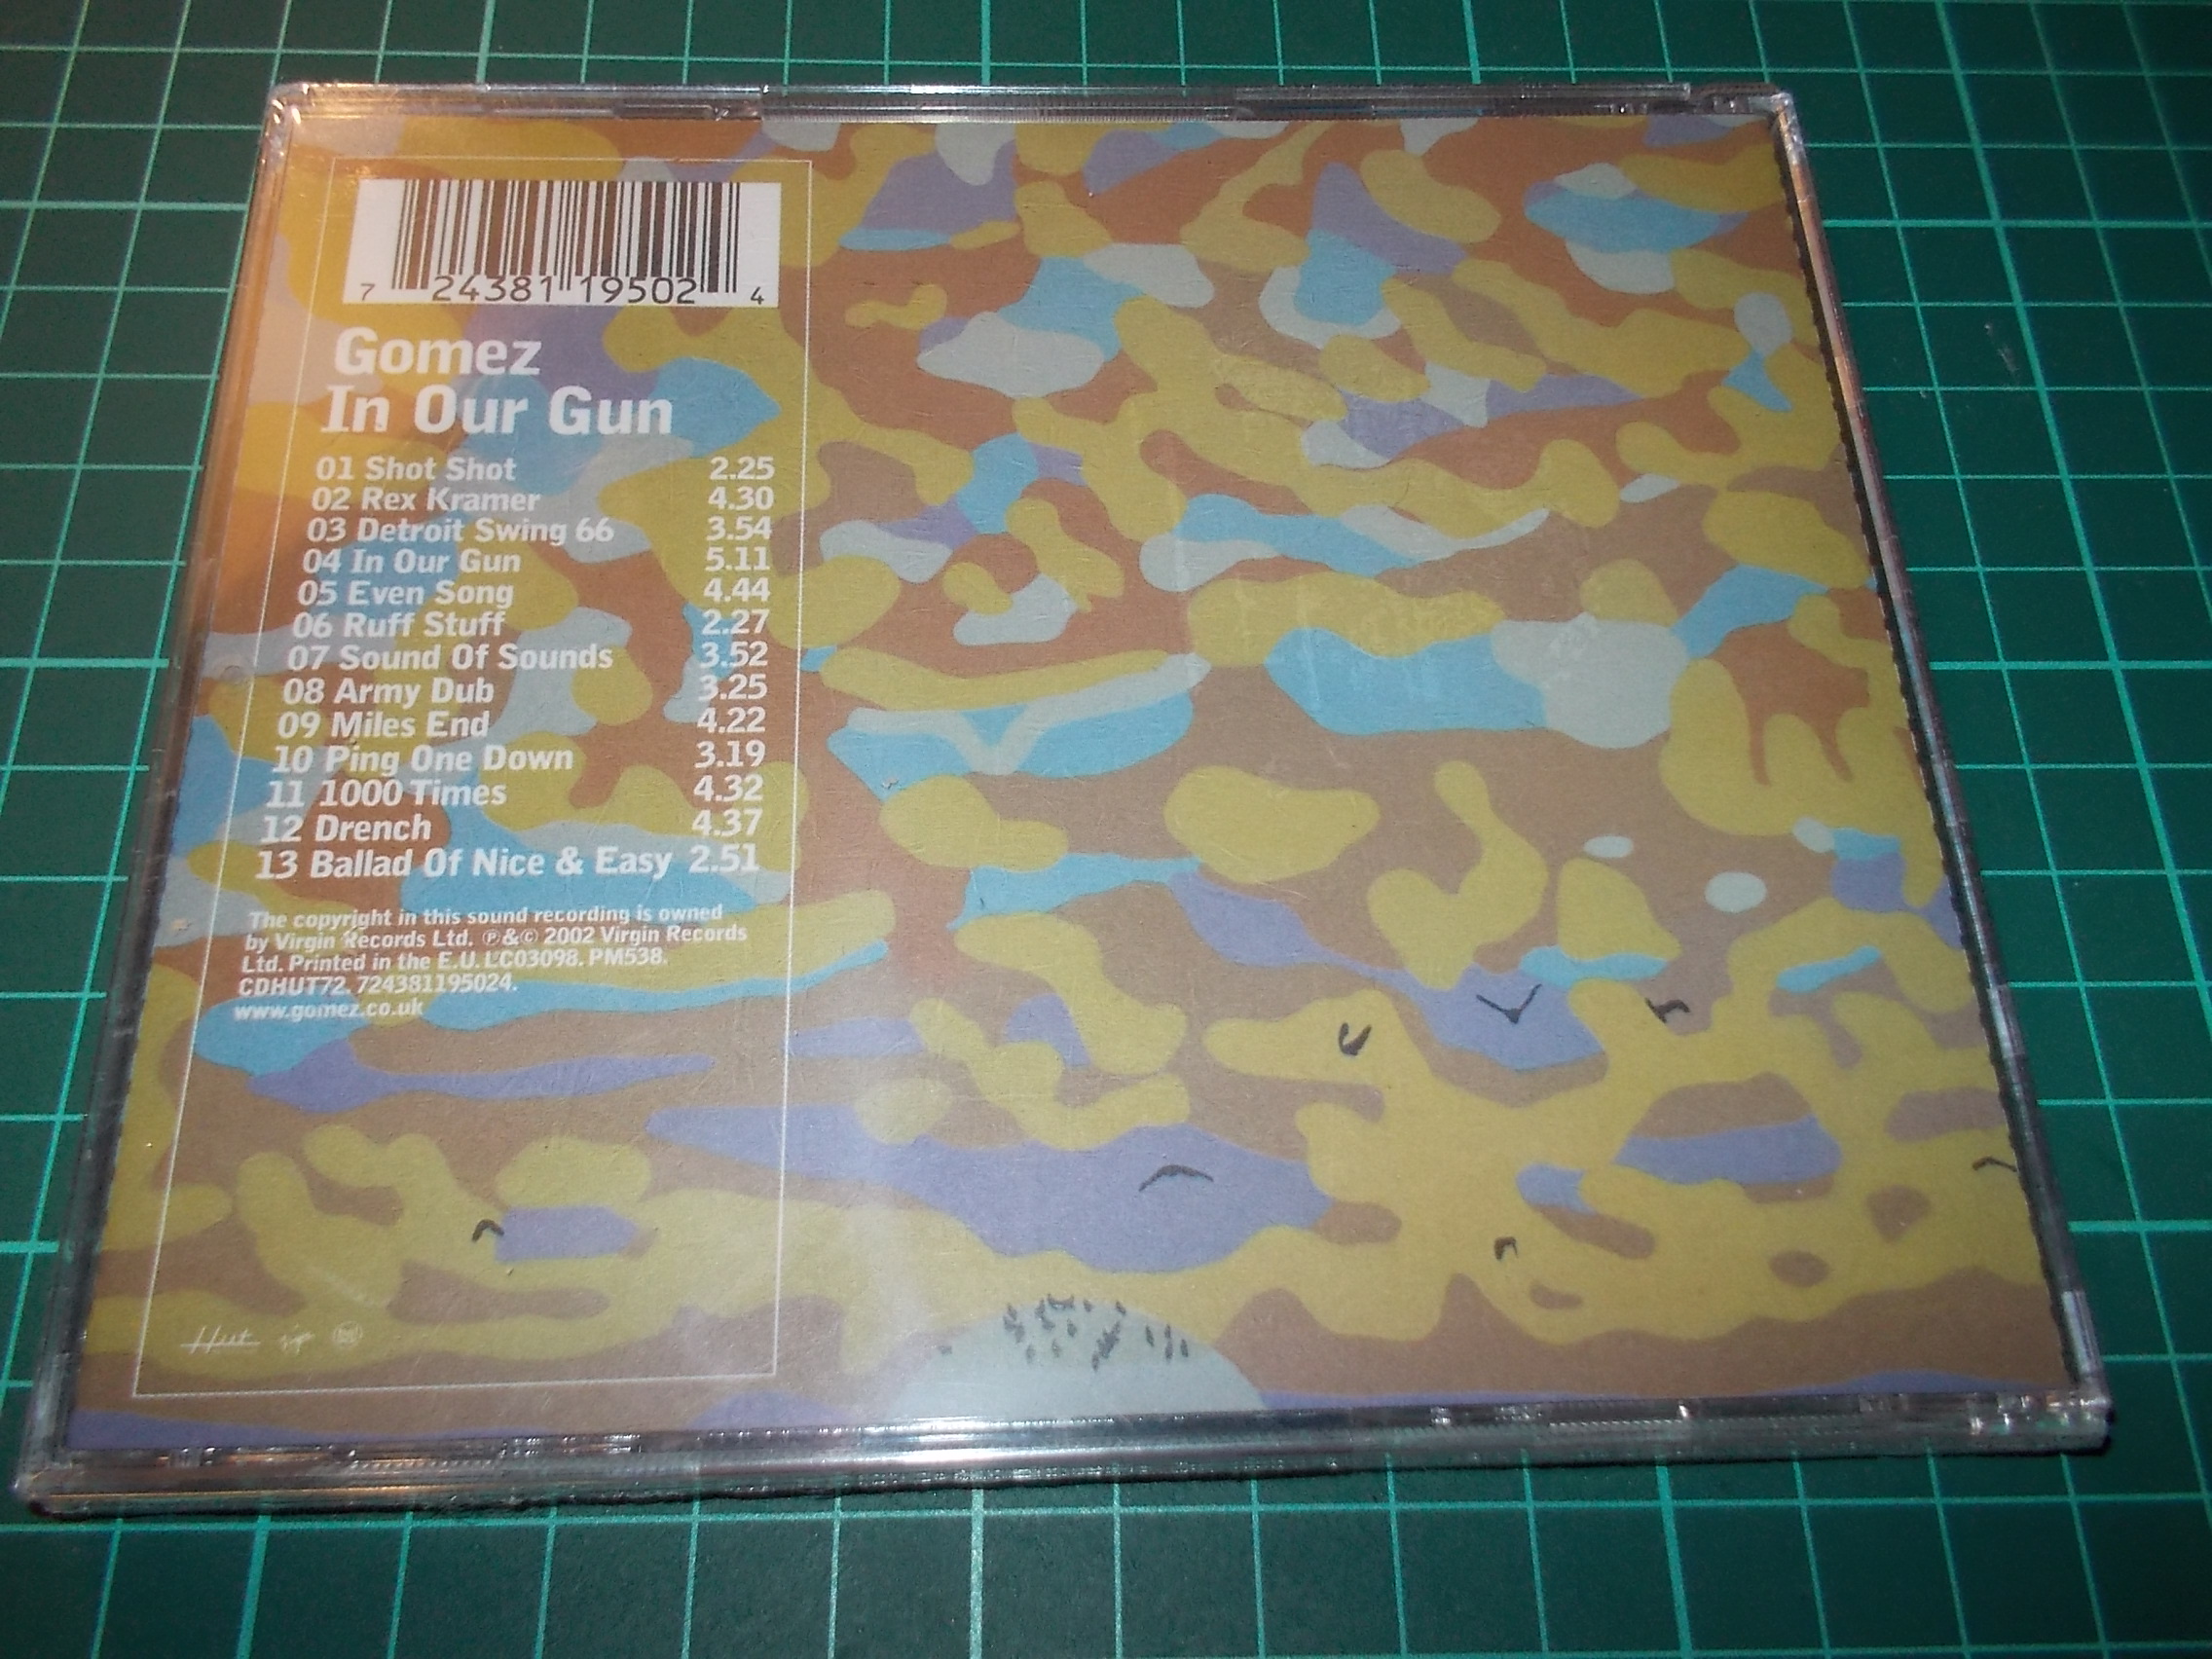 7 24381 19502 4
Gomez
In Our Gun
01 Shot Shot 2.25
02 Rex Kramer 4.30
03 Detroit Swing 66 3.54
04 In Our Gun 5.11
05 Even Song 4.44
06 Ruff Stuff 2.27
07 Sound Of Sounds 3.52
08 Army Dub 3.25
09 Miles End 4.22
10 Ping One Down 3.19
11 1000 Times 4.32
12 Drench 4.37
13 Ballad Of Nice & Easy 2.51
The copyright in this sound recording is owned
by Virgin Records Ltd. ℗&© 2002 Virgin Records
Ltd. Printed in the E.U. LC03098. PM538.
CDHUT72. 724381195024.
www.gomez.co.uk
Hut Virgin